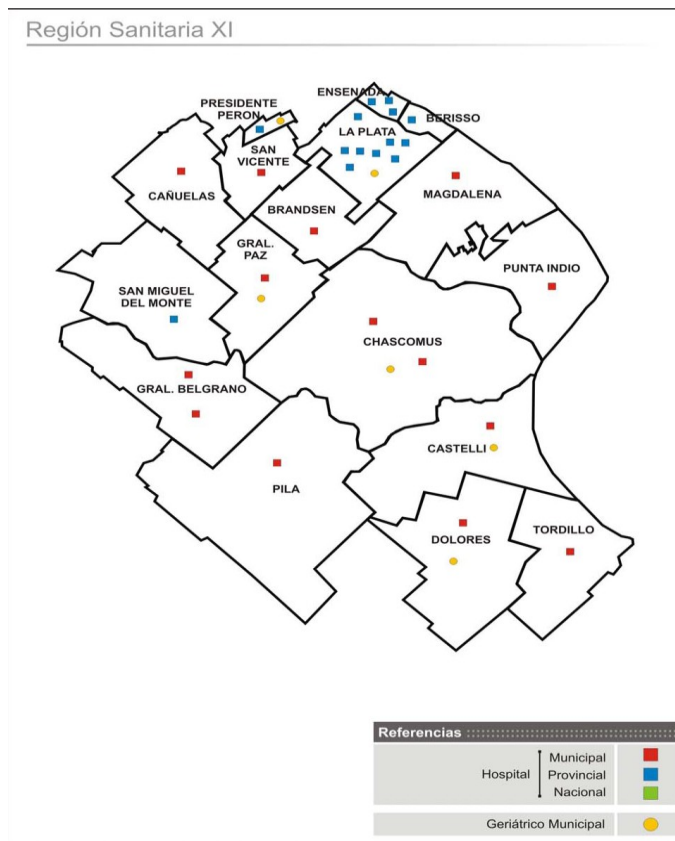 Región Sanitaria XI
ENSENADA
PRESIDENTE
PERON
BERISSO
LA PLATA
SAN
VICENTE
CAÑUELAS
MAGDALENA
BRANDSEN
GRAL.
PAZ
PUNTA INDIO
SAN MIGUEL
DEL MONTE
CHASCOMUS
GRAL. BELGRANO
CASTELLI
PILA
TORDILLO
DOLORES
Referencias
Municipal
Hospital
Provincial
Nacional
Geriátrico Municipal